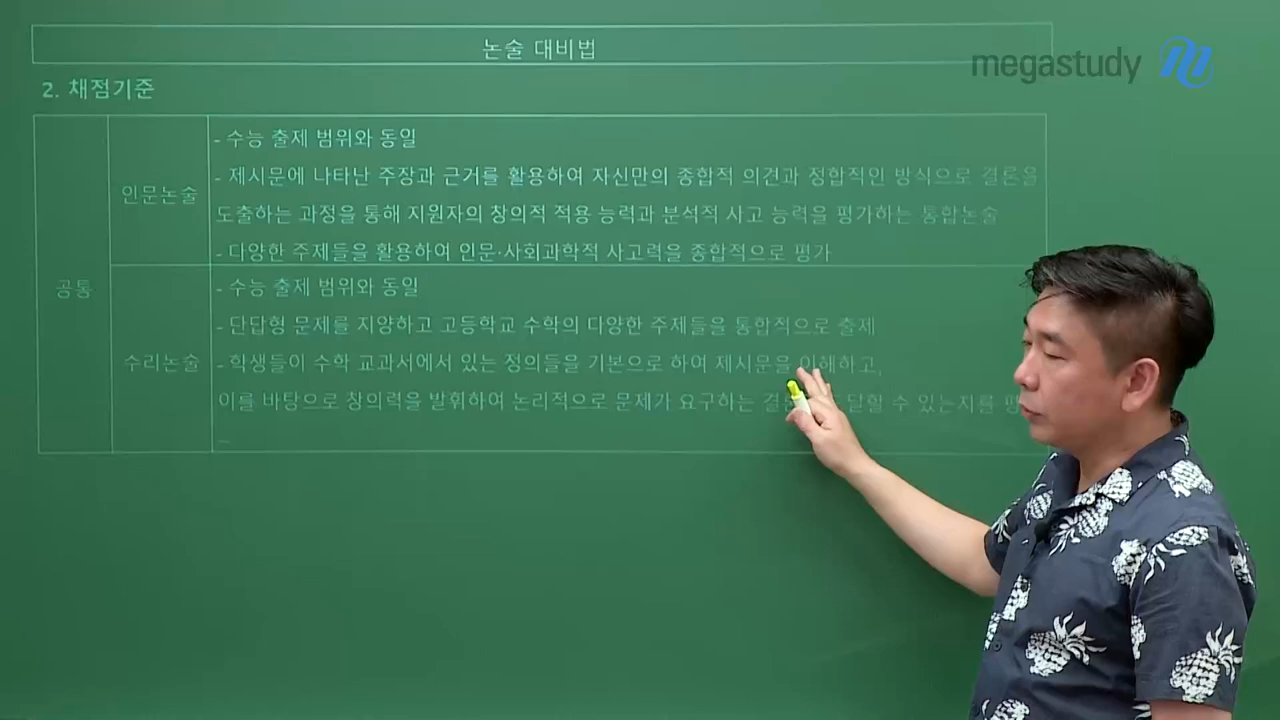 논술 대비법
megastudy
2. 채점기준
공통
인문논술
- 수능 출제 범위와 동일
- 제시문에 나타난 주장과 근거를 활용하여 자신만의 종합적 의견과 정합적인 방식으로 결론을
도출하는 과정을 통해 지원자의 창의적 적용 능력과 분석적 사고 능력을 평가하는 통합논술
- 다양한 주제들을 활용하여 인문·사회과학적 사고력을 종합적으로 평가
수리논술
- 수능 출제 범위와 동일
- 단답형 문제를 지양하고 고등학교 수학의 다양한 주제들을 통합적으로 출제
- 학생들이 수학 교과서에서 있는 정의들을 기본으로 하여 제시문을 이해하고,
이를 바탕으로 창의력을 발휘하여 논리적으로 문제가 요구하는 수 있는지를